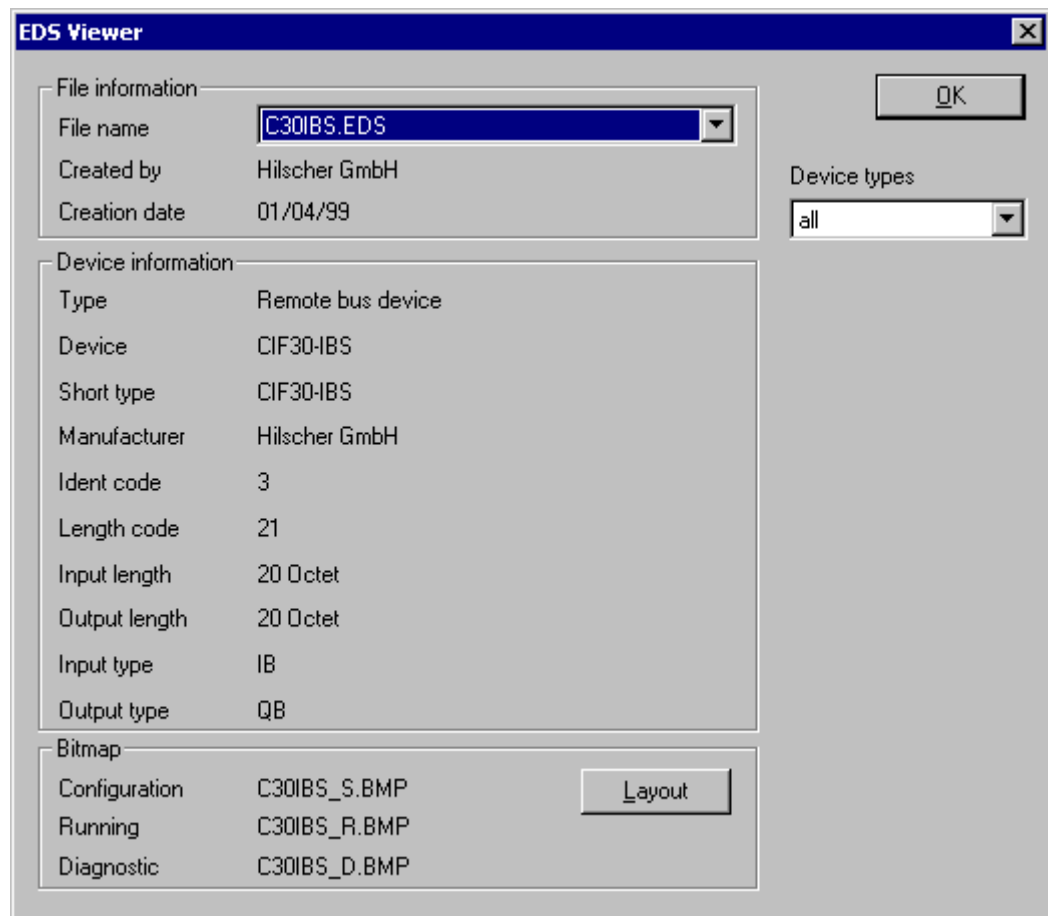 EDS Viewer
File information
File name C30IBS.EDS
Created by Hilscher GmbH
Creation date 01/04/99
OK
Device types
all
Device information
Type Remote bus device
Device CIF30-IBS
Short type CIF30-IBS
Manufacturer Hilscher GmbH
Ident code 3
Length code 21
Input length 20 Octet
Output length 20 Octet
Input type IB
Output type QB
Bitmap
Configuration C30IBS_S.BMP
Running C30IBS_R.BMP
Diagnostic C30IBS_D.BMP
Layout